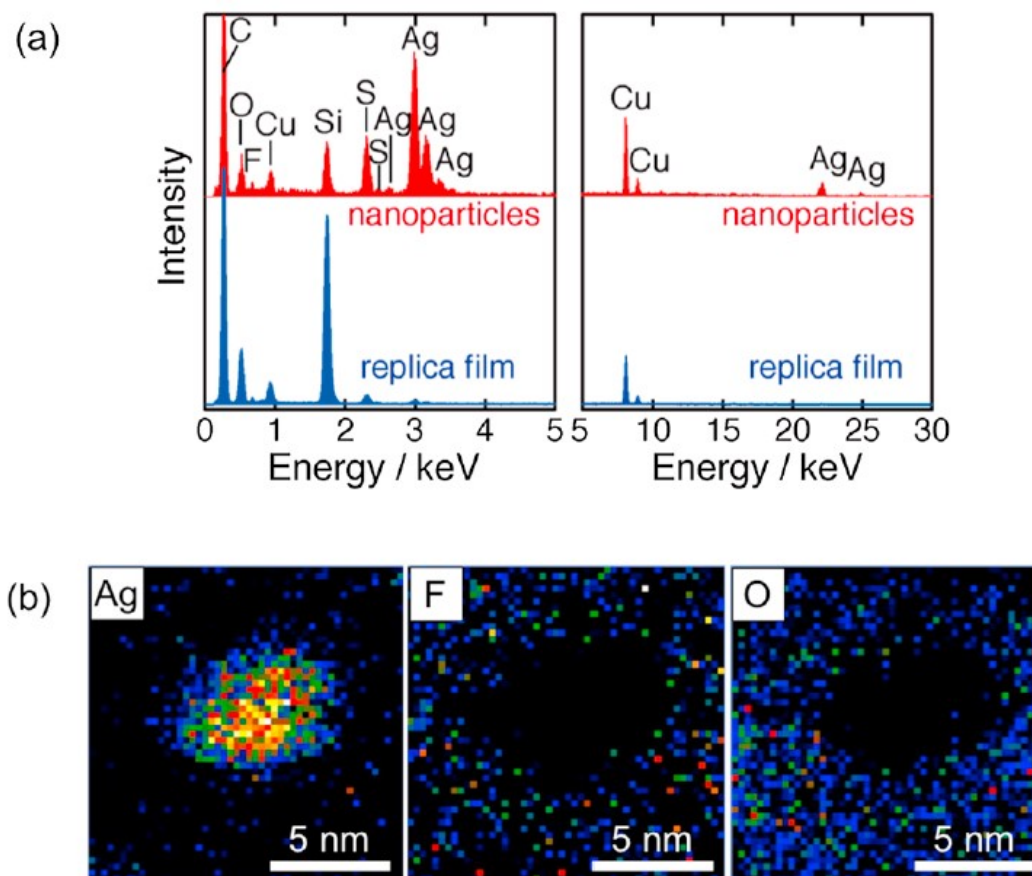 (a)
C
O
F
Cu
Si
S
S
Ag
Ag
Ag
Ag
nanoparticles
replica film
Cu
Cu
Ag
Ag
nanoparticles
replica film
Intensity
0 1 2 3 4 5
5 10 15 20 25 30
Energy / keV
Energy / keV
(b)
Ag
F
O
5 nm
5 nm
5 nm